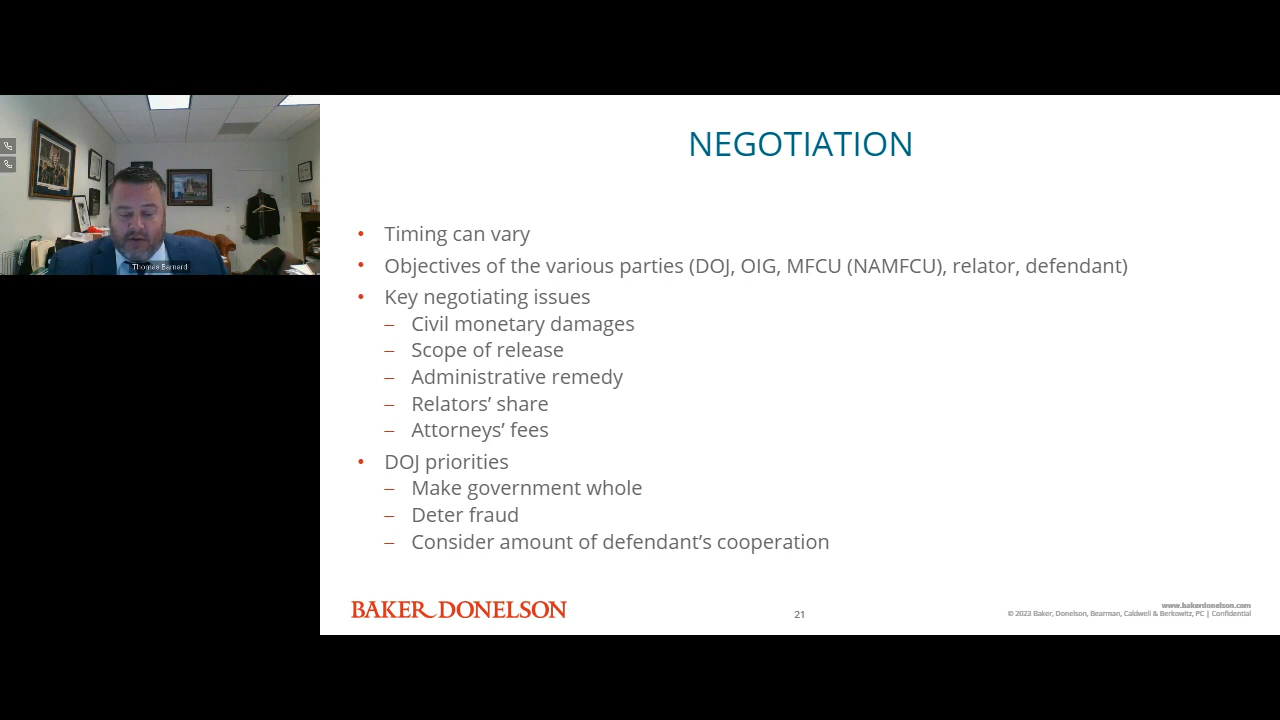 Thomas Barnard
NEGOTIATION
• Timing can vary
• Objectives of the various parties (DOJ, OIG, MFCU (NAMFCU), relator, defendant)
• Key negotiating issues
– Civil monetary damages
– Scope of release
– Administrative remedy
– Relators’ share
– Attorneys’ fees
• DOJ priorities
– Make government whole
– Deter fraud
– Consider amount of defendant’s cooperation
BAKER DONELSON
21
www.bakerdonelson.com
© 2023 Baker, Donelson, Bearman, Caldwell & Berkowitz, PC | Confidential